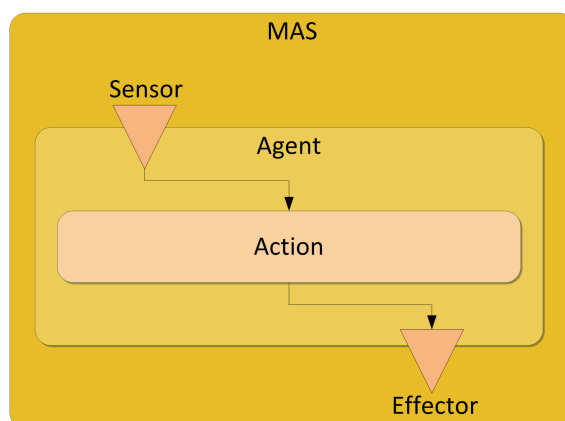 MAS
Sensor
Agent
Action
Effector